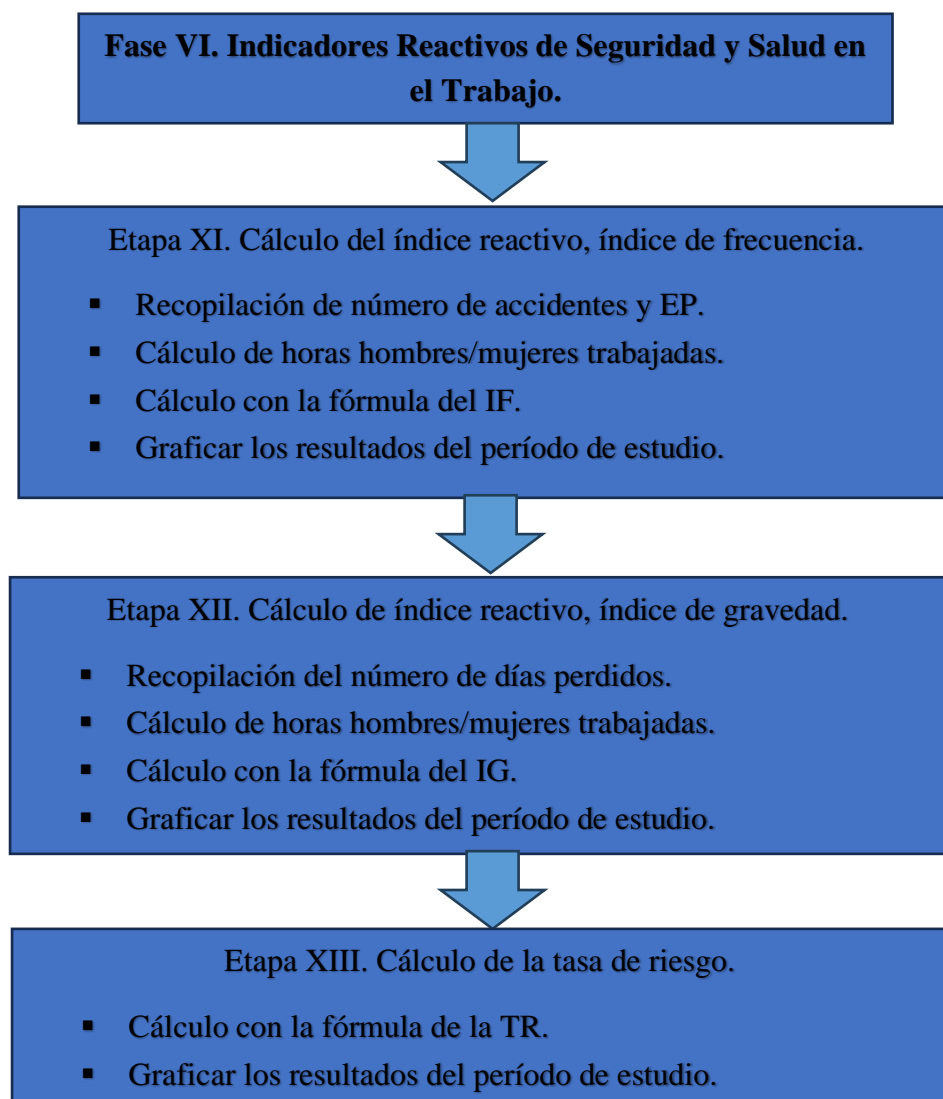 Fase VI. Indicadores Reactivos de Seguridad y Salud en
el Trabajo.
Etapa XI. Cálculo del índice reactivo, índice de frecuencia.
▪ Recopilación de número de accidentes y EP.
▪ Cálculo de horas hombres/mujeres trabajadas.
▪ Cálculo con la fórmula del IF.
▪ Graficar los resultados del período de estudio.
Etapa XII. Cálculo de índice reactivo, índice de gravedad.
▪ Recopilación del número de días perdidos.
▪ Cálculo de horas hombres/mujeres trabajadas.
▪ Cálculo con la fórmula del IG.
▪ Graficar los resultados del período de estudio.
Etapa XIII. Cálculo de la tasa de riesgo.
▪ Cálculo con la fórmula de la TR.
▪ Graficar los resultados del período de estudio.